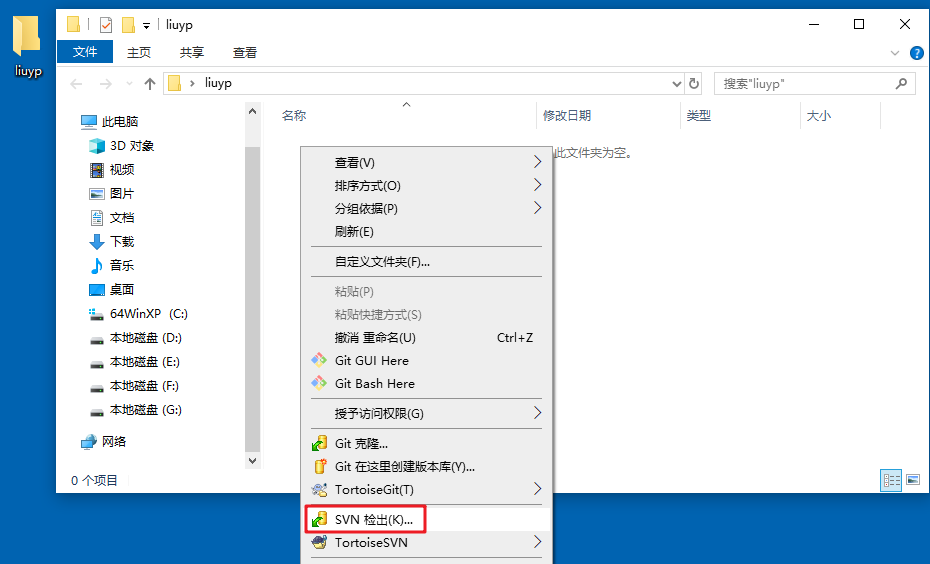 liuyp
liuyp
文件 主页 共享 查看
liuyp
搜索"liuyp"
名称 修改日期 类型 大小
此文件夹为空。
此电脑
3D 对象
视频
图片
文档
下载
音乐
桌面
64WinXP (C:)
本地磁盘 (D:)
本地磁盘 (E:)
本地磁盘 (F:)
本地磁盘 (G:)
网络
0 个项目
查看(V)
排序方式(O)
分组依据(P)
刷新(E)
自定义文件夹(F)...
粘贴(P)
粘贴快捷方式(S)
撤消 重命名(U) Ctrl+Z
Git GUI Here
Git Bash Here
授予访问权限(G)
Git 克隆...
Git 在这里创建版本库(Y)...
TortoiseGit(T)
SVN 检出(K)...
TortoiseSVN